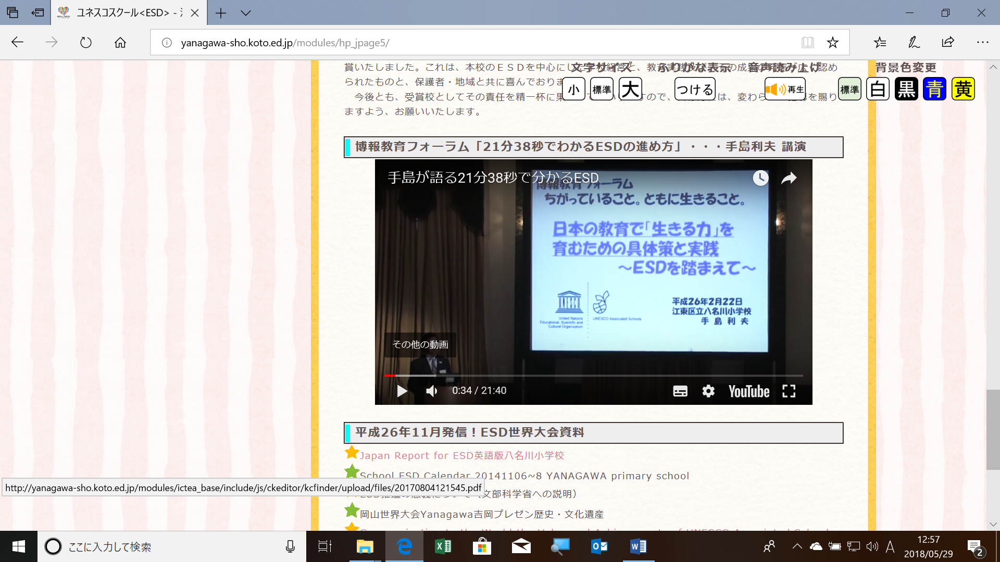 ユネスコスクール<ESD> -
yanagawa-sho.koto.ed.jp/modules/hp_jpage5/
賞いたしました。これは、本校のＥＳＤを中心にした学校経営と、教育実践
められたものと、保護者・地域と共に喜んでおりま
文字サイズ
ふりがな表示
音声読み上げ
背景色変更
小 標準 大
つける
再生
標準 白 黒 青 黄
今後とも、受賞校としてその責任を精一杯に果
ますので、
は、変わら
を賜り
ますよう、お願いいたします。
博報教育フォーラム「21分38秒でわかるESDの進め方」・・・手島利夫 講演
手島が語る21分38秒で分かるESD
博報教育フォーラム
ちがっていること。ともに生きること。
日本の教育で「生きる力」を
育むための具体策と実践
～ESDを踏まえて～
United Nations
Educational, Scientific and
Cultural Organization
UNESCO Associated Schools
平成26年2月22日
江東区立八名川小学校
手 島 利 夫
その他の動画
0:34 / 21:40
YouTube
平成26年11月発信！ESD世界大会資料
Japan Report for ESD英語版八名川小学校
School ESD Calendar 20141106~8 YANAGAWA primary school
http://yanagawa-sho.koto.ed.jp/modules/ictea_base/include/js/ckeditor/kcfinder/upload/files/20170804121545.pdf
（文部科学省への説明）
岡山世界大会Yanagawa吉岡プレゼン歴史・文化遺産
ここに入力して検索
A
12:57
2018/05/29
2